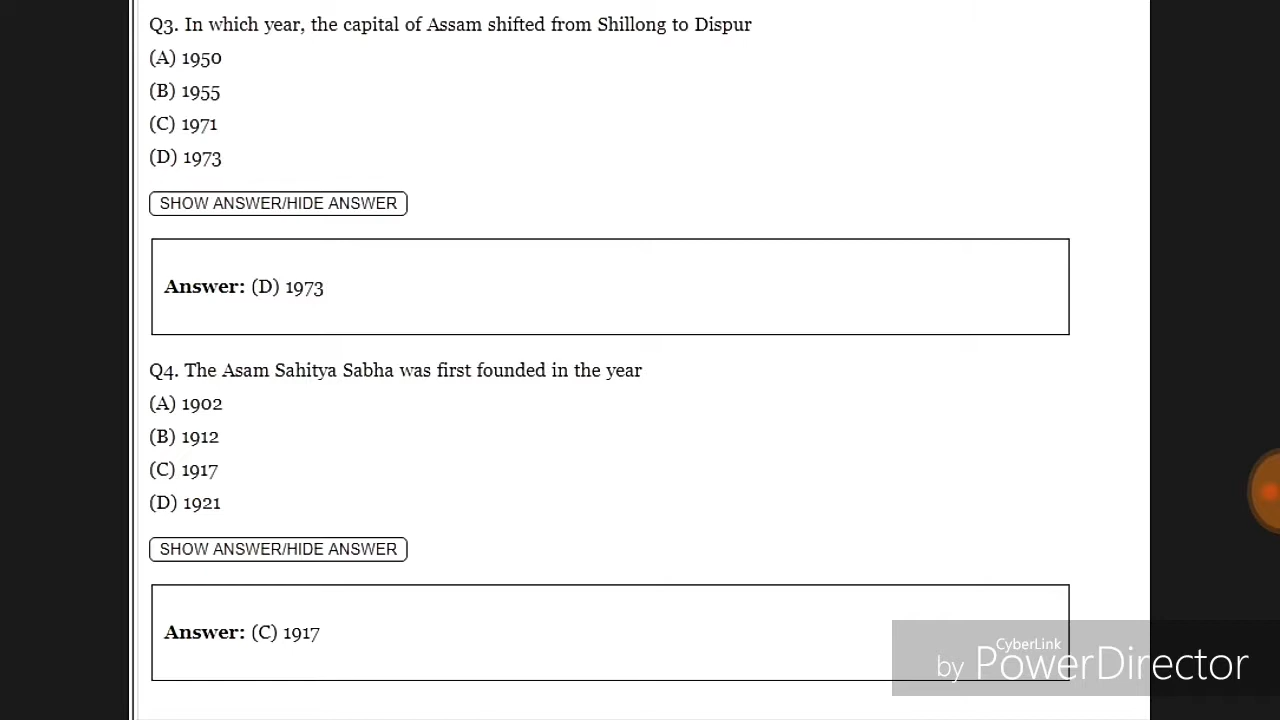 Q3. In which year, the capital of Assam shifted from Shillong to Dispur
(A) 1950
(B) 1955
(C) 1971
(D) 1973
SHOW ANSWER/HIDE ANSWER
Answer: (D) 1973
Q4. The Asam Sahitya Sabha was first founded in the year
(A) 1902
(B) 1912
(C) 1917
(D) 1921
SHOW ANSWER/HIDE ANSWER
Answer: (C) 1917
CyberLink
by PowerDirector